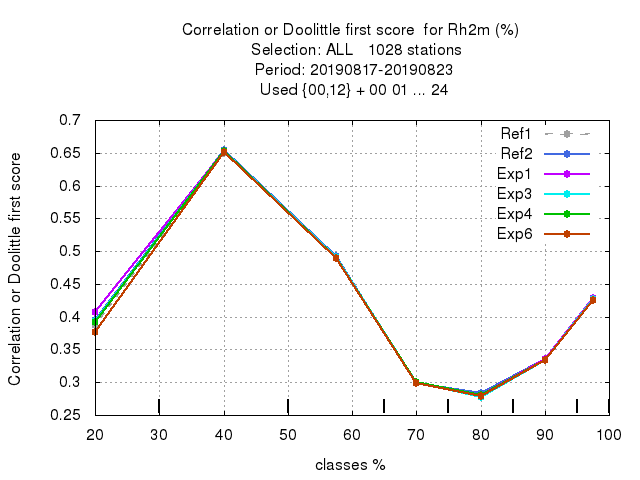 Correlation or Doolittle first score  for Rh2m (%)
Selection: ALL   1028 stations
Period: 20190817-20190823
Used {00,12} + 00 01 ... 24
Correlation or Doolittle first score
0.7
0.65
0.6
0.55
0.5
0.45
0.4
0.35
0.3
0.25
Ref1
Ref2
Exp1
Exp3
Exp4
Exp6
20 30 40 50 60 70 80 90 100
classes %